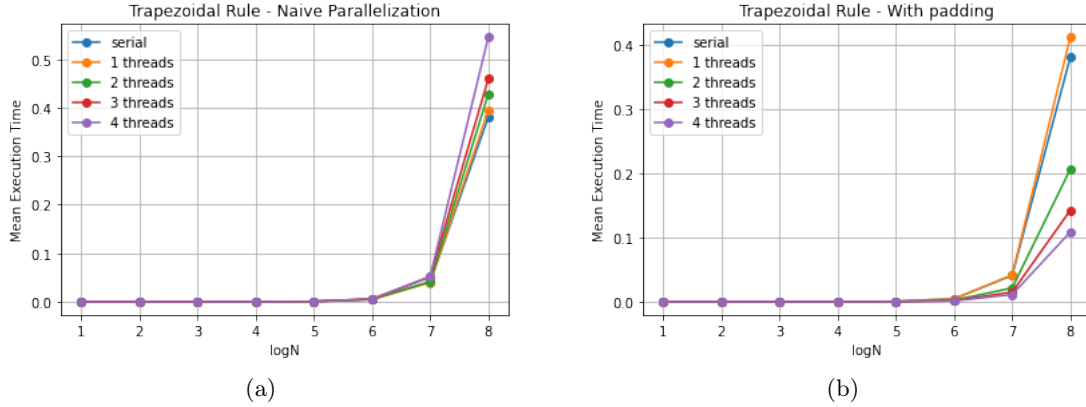 Trapezoidal Rule - Naive Parallelization
serial
1 threads
2 threads
3 threads
4 threads
Mean Execution Time
0.5
0.4
0.3
0.2
0.1
0.0
1 2 3 4 5 6 7 8
logN
(a)
Trapezoidal Rule - With padding
serial
1 threads
2 threads
3 threads
4 threads
Mean Execution Time
0.4
0.3
0.2
0.1
0.0
1 2 3 4 5 6 7 8
logN
(b)